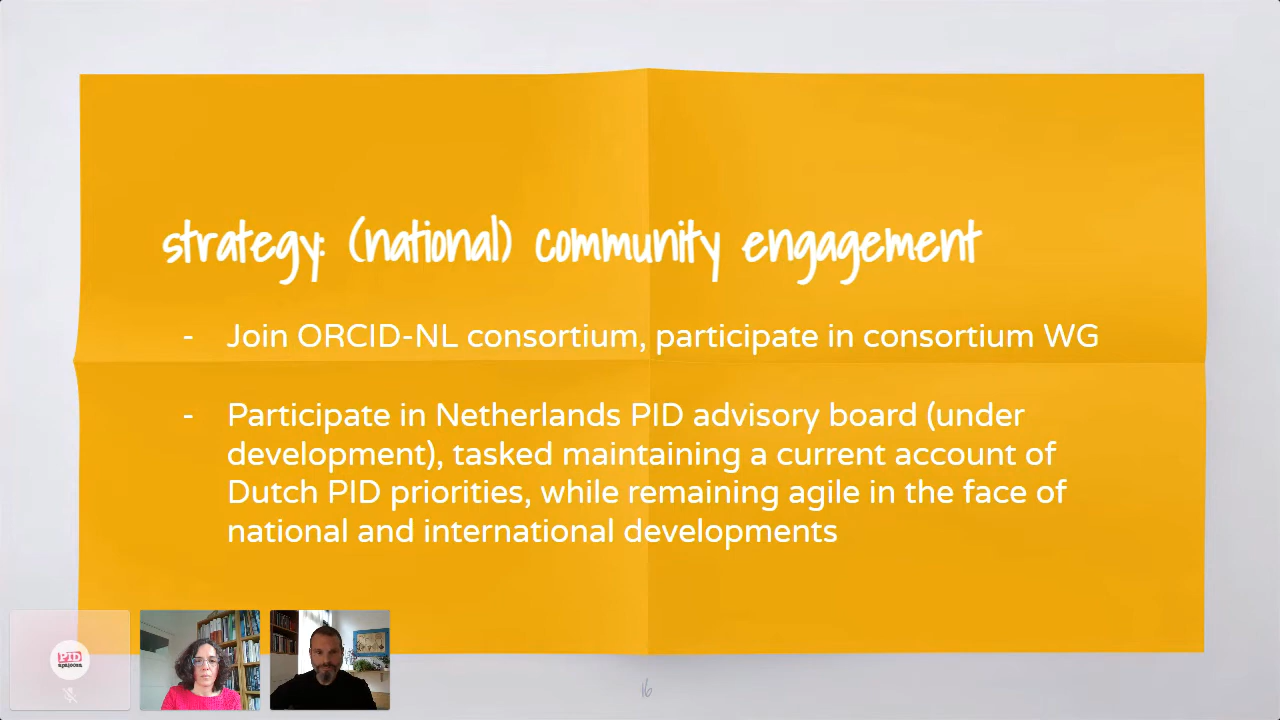 strategy: (national) community engagement
- Join ORCID-NL consortium, participate in consortium WG
- Participate in Netherlands PID advisory board (under
development), tasked maintaining a current account of
Dutch PID priorities, while remaining agile in the face of
national and international developments
PID
apalooza
16